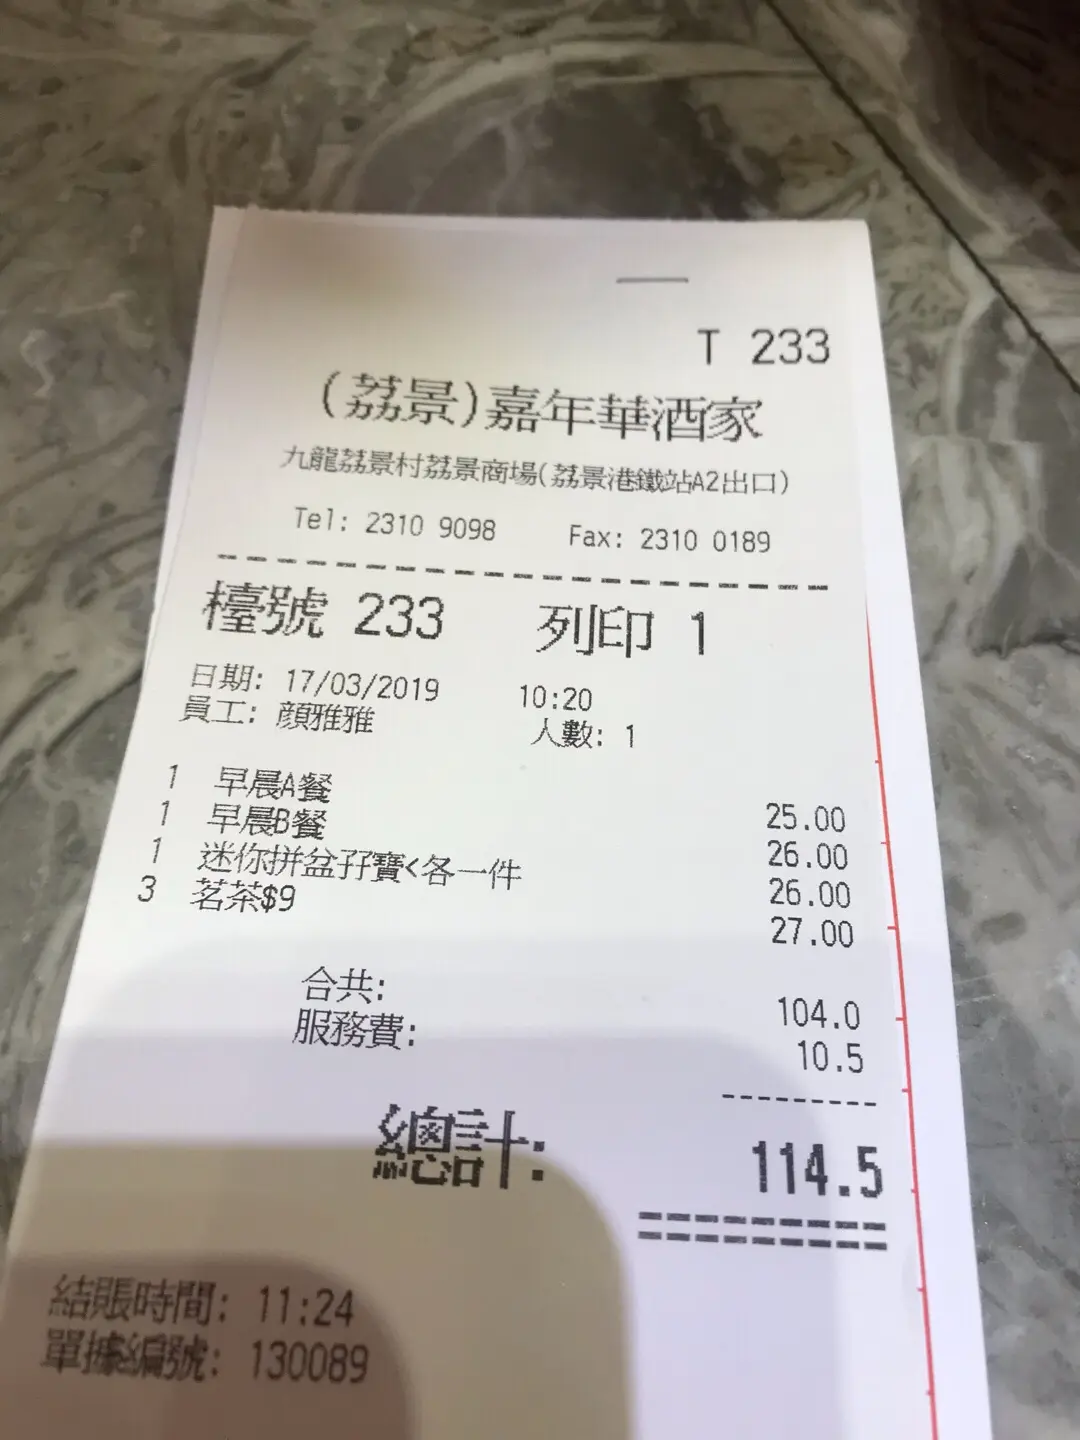 T 233
(荔景)嘉年華酒家
九龍荔景村荔景商場(荔景港鐵站A2出口)
Tel: 2310 9098 Fax: 2310 0189
檯號 233 列印 1
日期: 17/03/2019 10:20
員工: 顏雅雅 人數: 1
1 早晨A餐 25.00
1 早晨B餐 26.00
1 迷你拼盆孖寶<各一件 26.00
3 茗茶$9 27.00
合共: 104.0
服務費: 10.5
總計: 114.5
結賬時間: 11:24
單據編號: 130089